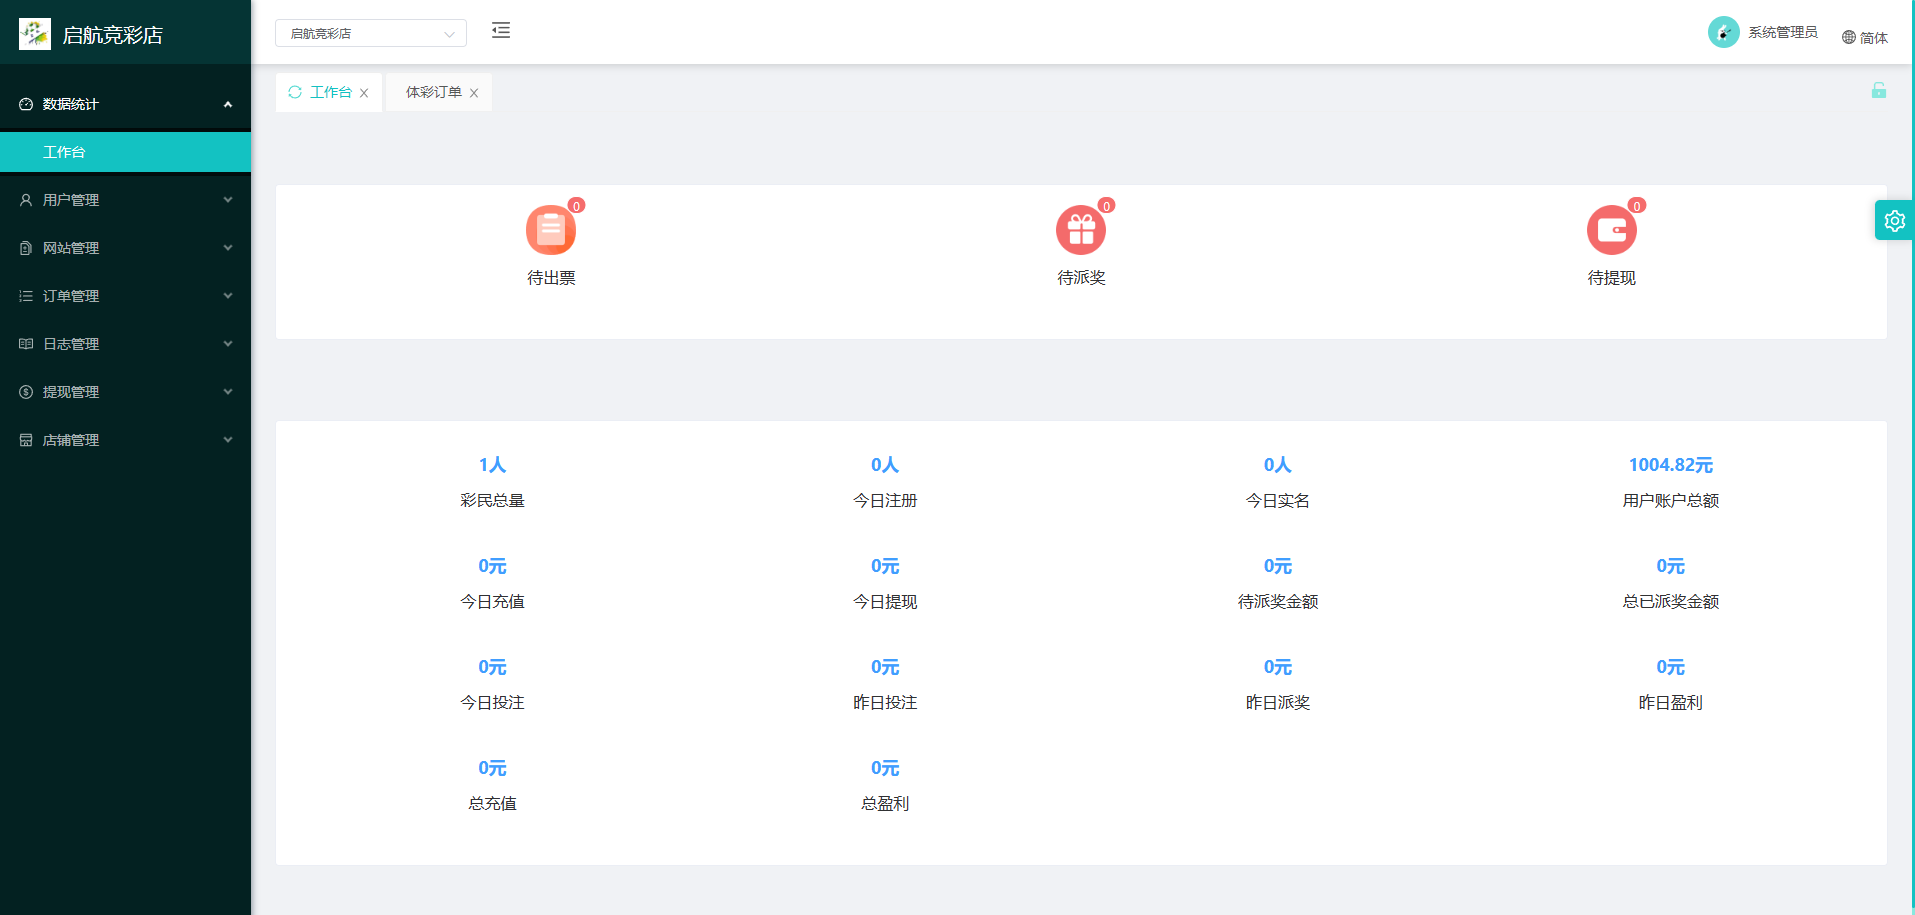 启航竞彩店
启航竞彩店
系统管理员
简体
工作台
体彩订单
数据统计
工作台
用户管理
网站管理
订单管理
日志管理
提现管理
店铺管理
0
0
0
待出票
待派奖
待提现
1人
0人
0人
1004.82元
彩民总量
今日注册
今日实名
用户账户总额
0元
0元
0元
0元
今日充值
今日提现
待派奖金额
总已派奖金额
0元
0元
0元
0元
今日投注
昨日投注
昨日派奖
昨日盈利
0元
0元
总充值
总盈利